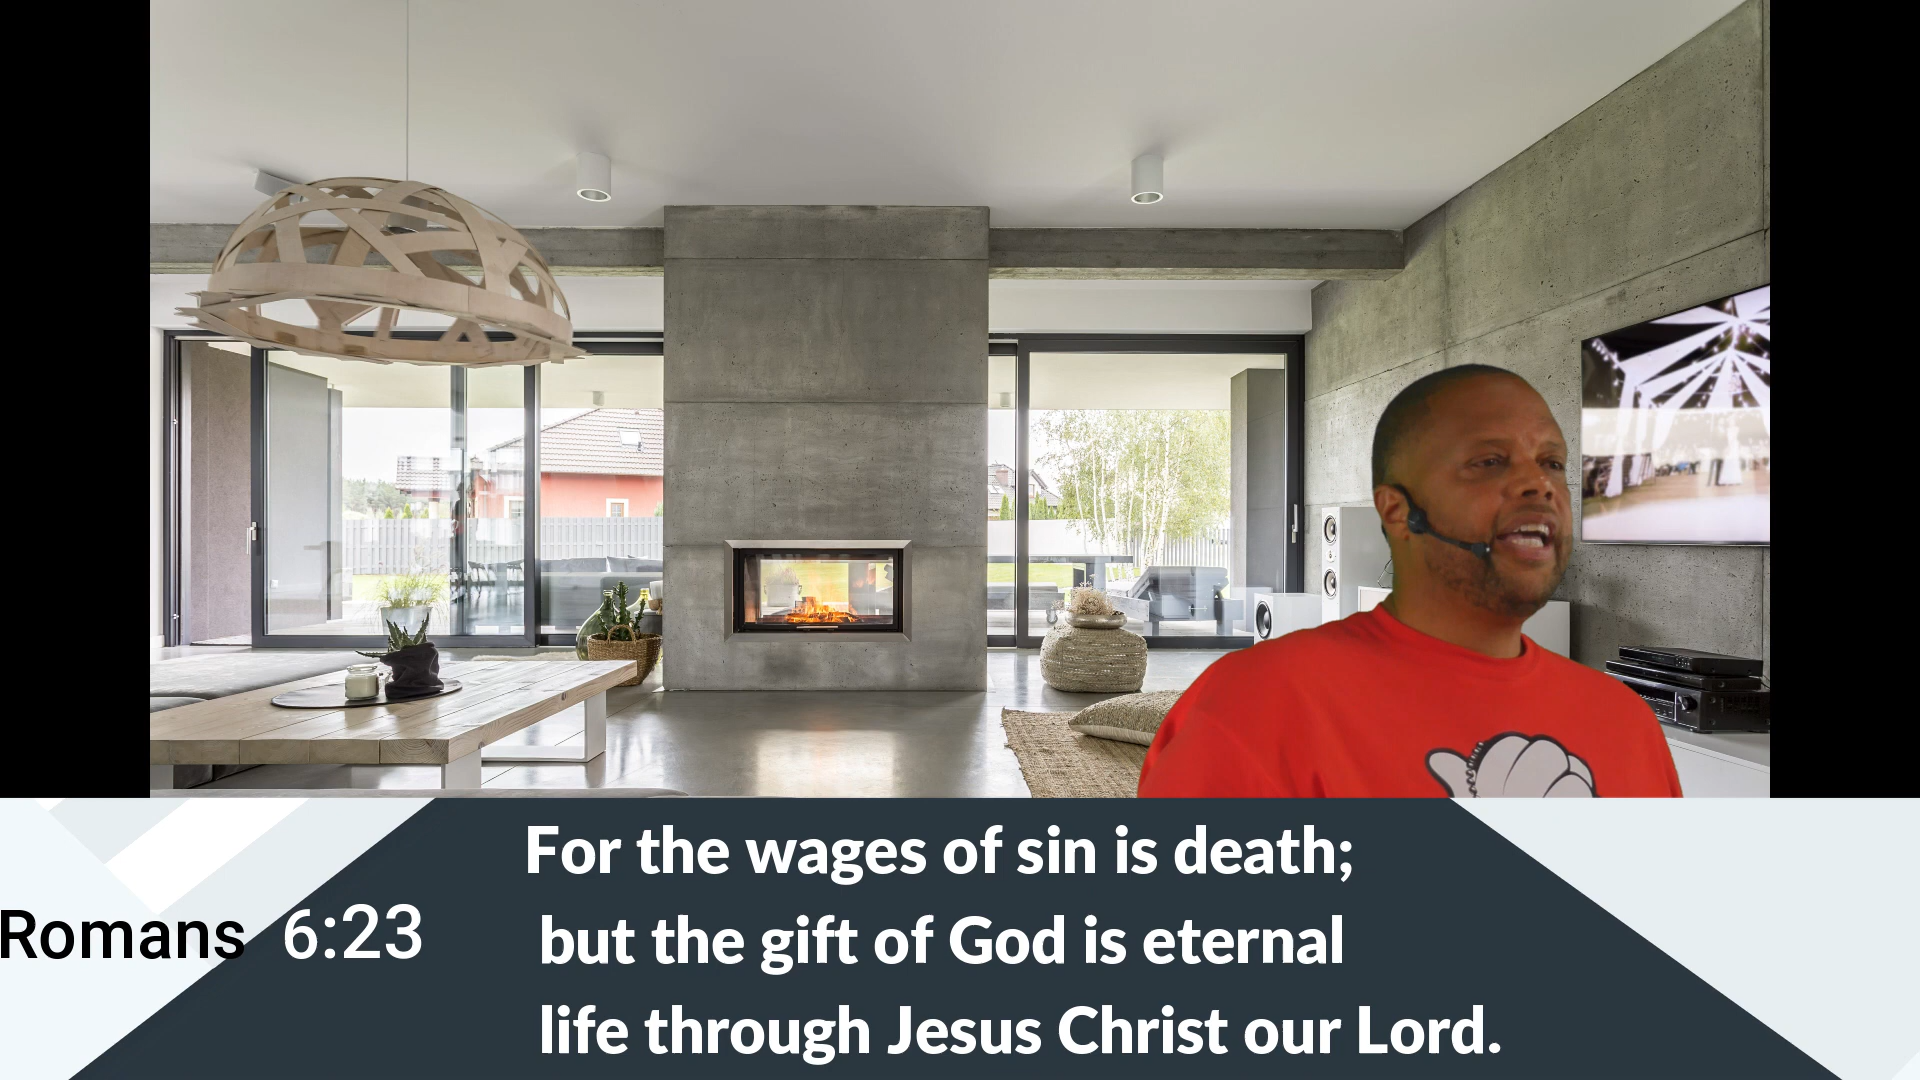 For the wages of sin is death;
but the gift of God is eternal
life through Jesus Christ our Lord.
Romans 6:23